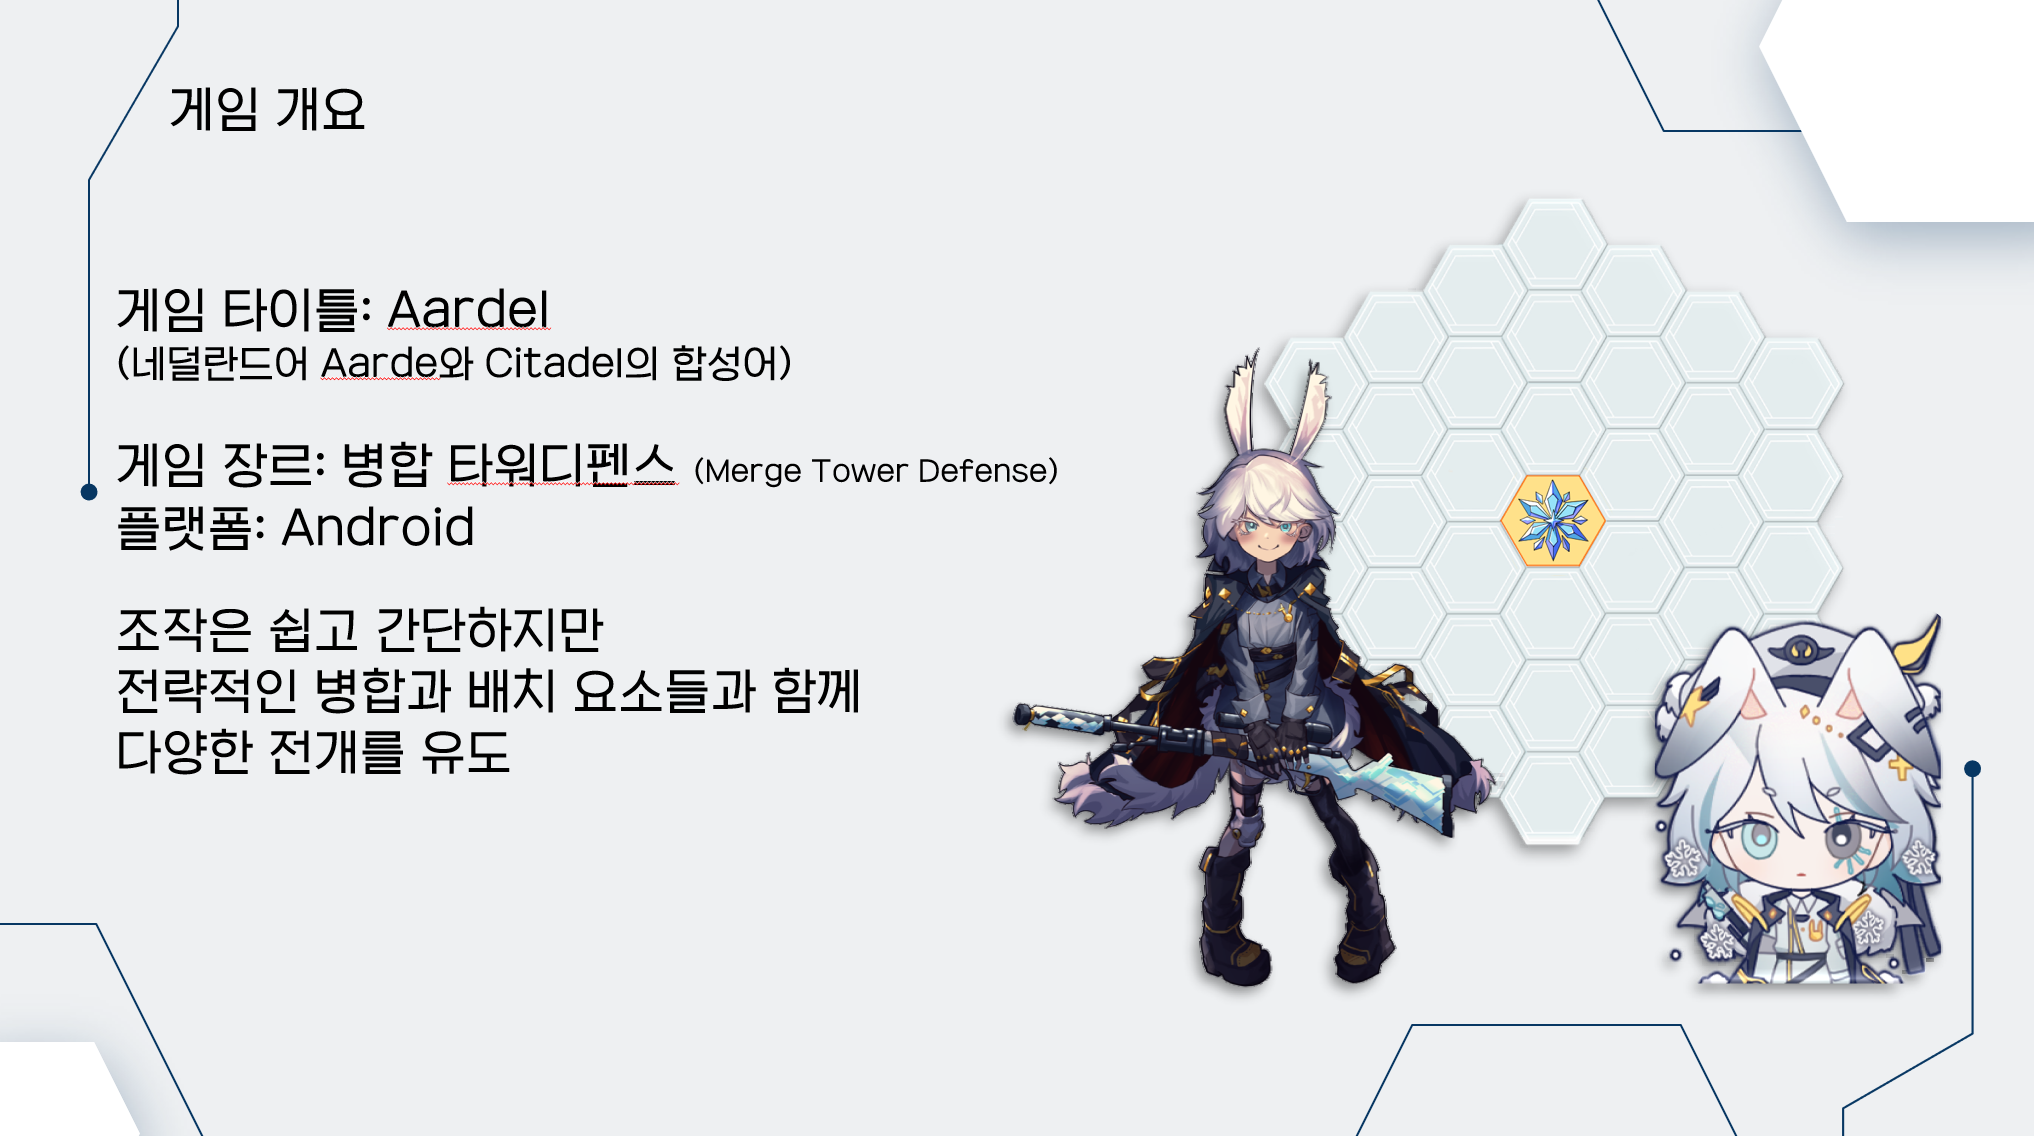 게임 개요
게임 타이틀: Aardel
(네덜란드어 Aarde와 Citadel의 합성어)
게임 장르: 병합 타워디펜스 (Merge Tower Defense)
플랫폼: Android
조작은 쉽고 간단하지만
전략적인 병합과 배치 요소들과 함께
다양한 전개를 유도